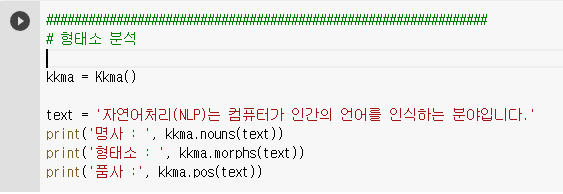 ###############################################################
# 형태소 분석
kkma = Kkma()
text = '자연어처리(NLP)는 컴퓨터가 인간의 언어를 인식하는 분야입니다.'
print('명사 : ', kkma.nouns(text))
print('형태소 : ', kkma.morphs(text))
print('품사 :', kkma.pos(text))